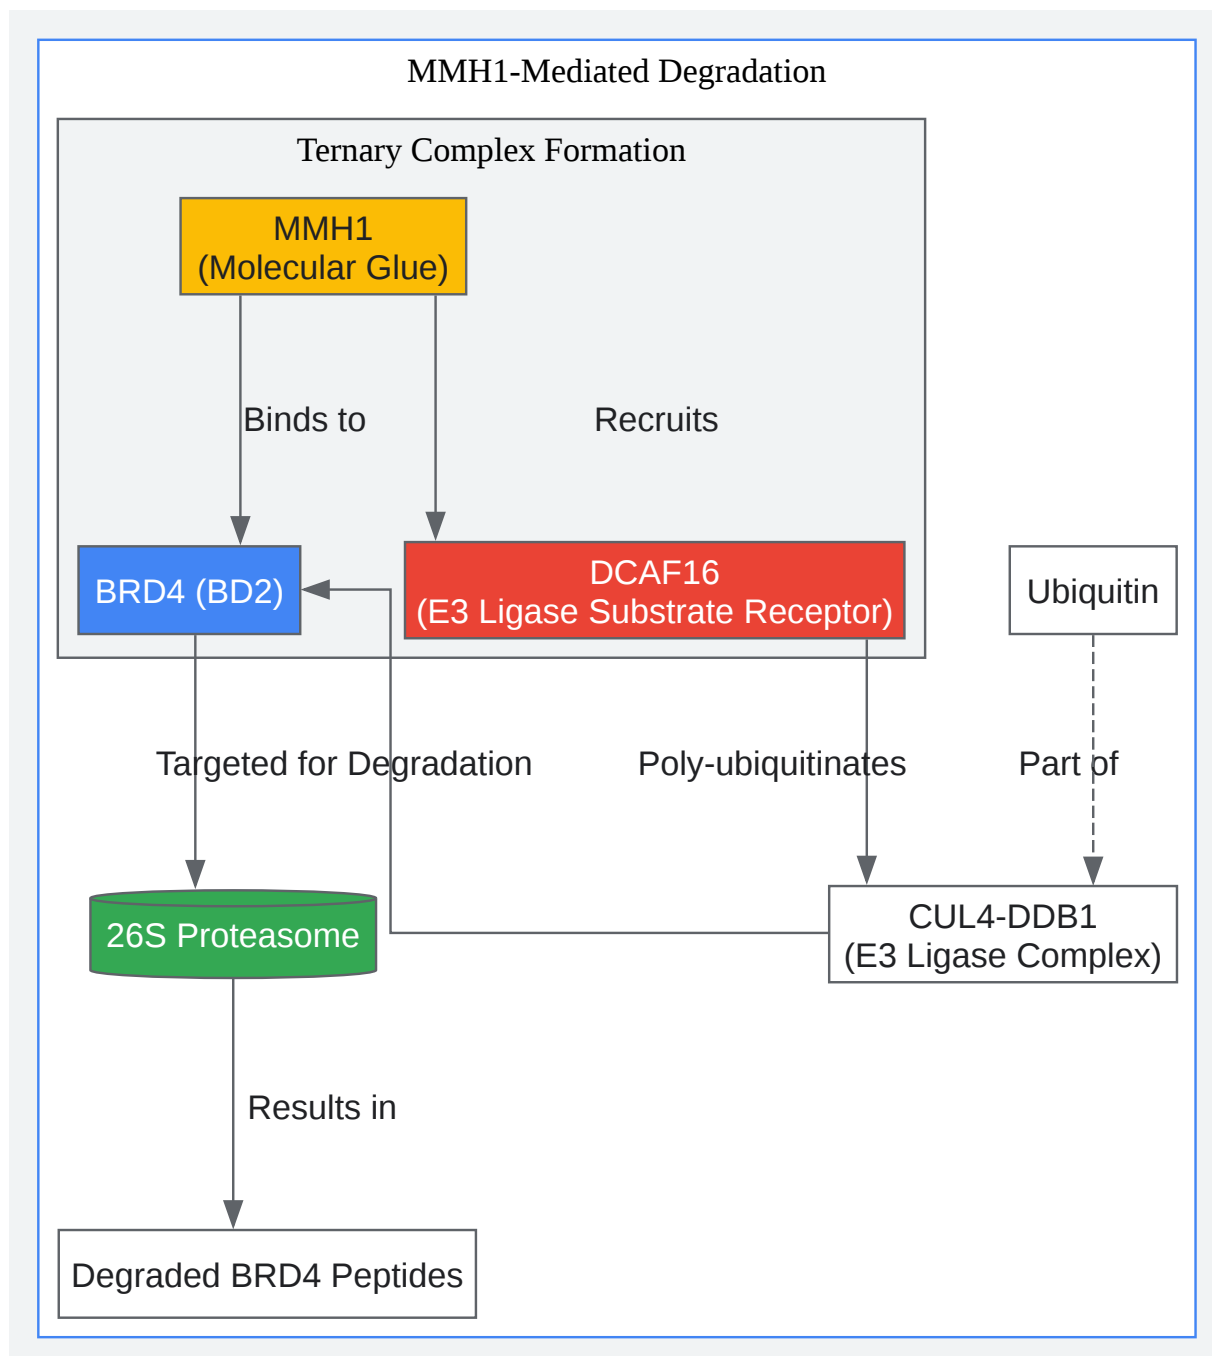 MMH1-Mediated Degradation
Ternary Complex Formation
MMH1
(Molecular Glue)
Binds to
Recruits
BRD4 (BD2)
DCAF16
(E3 Ligase Substrate Receptor)
Ubiquitin
Targeted for Degradation
Poly-ubiquitinates
Part of
26S Proteasome
CUL4-DDB1
(E3 Ligase Complex)
Results in
Degraded BRD4 Peptides